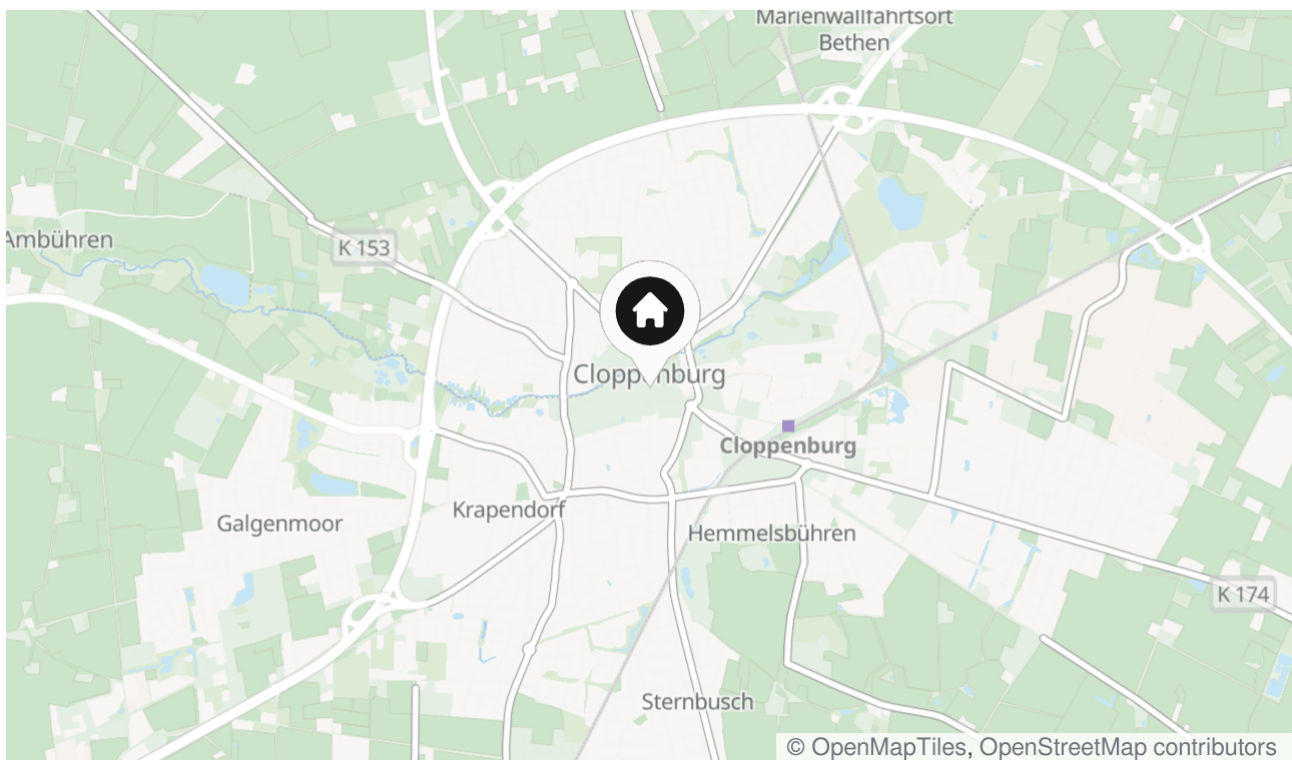 Marienwallfahrtsort
Bethen
Ambühren
K 153
Cloppenburg
Cloppenburg
Krapendorf
Galgenmoor
Hemmelsbühren
K 174
Sternbusch
© OpenMapTiles, OpenStreetMap contributors